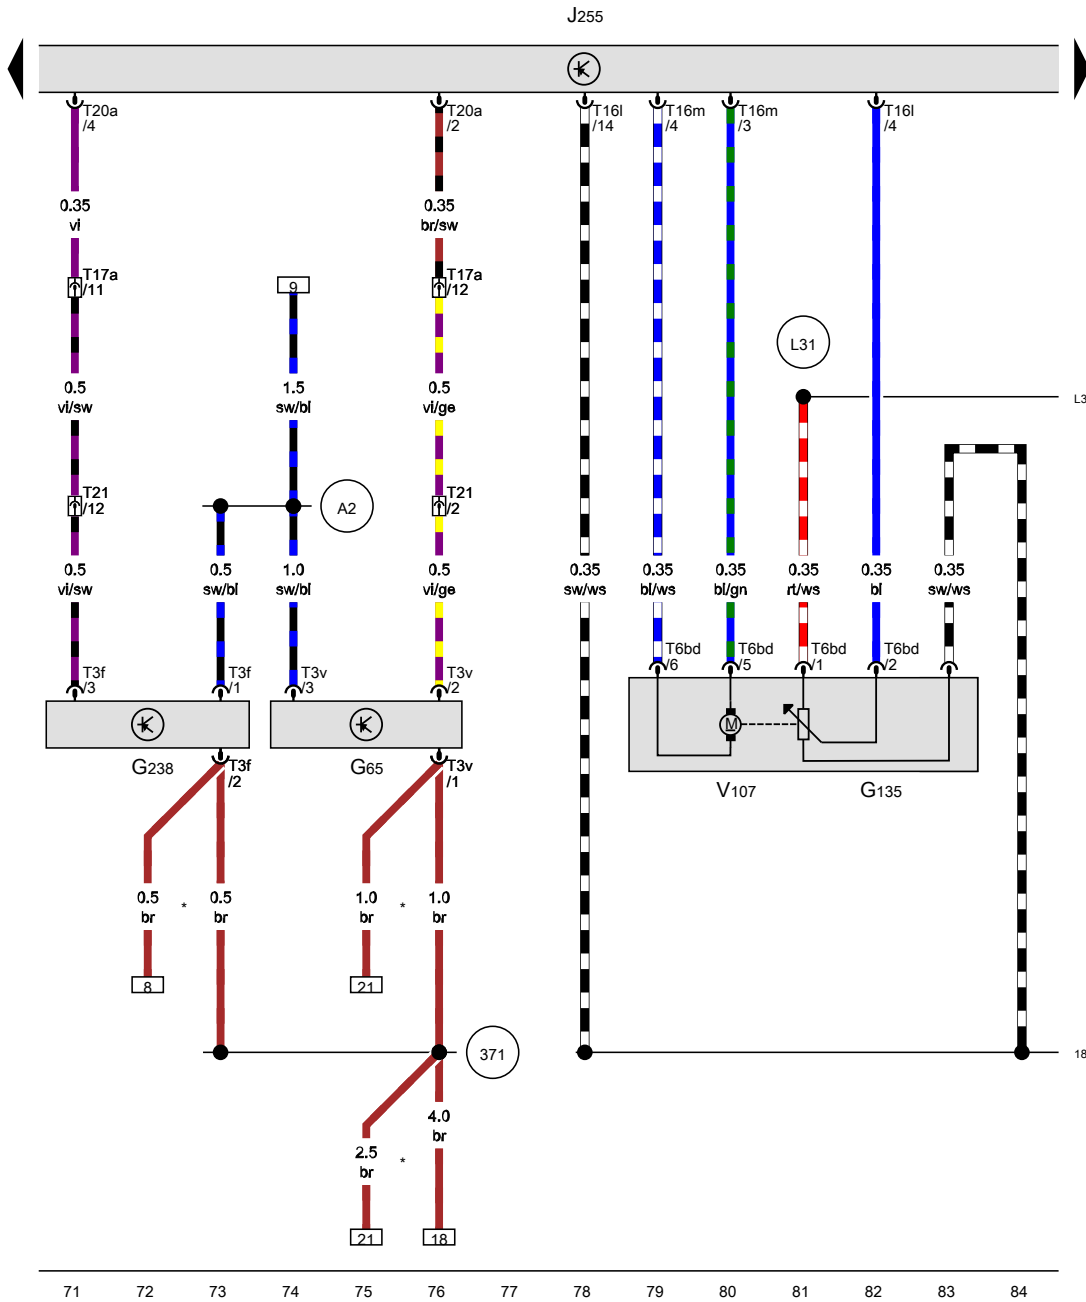 J255
T20a
/4
T20a
/2
T16l
/14
T16m
/4
T16m
/3
T16l
/4
0.35
vi
0.35
br/sw
T17a
/11
9
T17a
/12
L31
0.5
vi/sw
1.5
sw/bl
0.5
vi/ge
L3
T21
/12
A2
T21
/2
0.5
vi/sw
0.5
sw/bl
1.0
sw/bl
0.5
vi/ge
0.35
sw/ws
0.35
bl/ws
0.35
bl/gn
0.35
rt/ws
0.35
bl
0.35
sw/ws
T3f
/3
T3f
/1
T3v
/3
T3v
/2
T6bd
/6
T6bd
/5
T6bd
/1
T6bd
/2
M
G238
T3f
/2
G65
T3v
/1
V107
G135
0.5
br
*
0.5
br
1.0
br
*
1.0
br
8
21
371
18
4.0
br
2.5
br
*
21
18
71 72 73 74 75 76 77 78 79 80 81 82 83 84